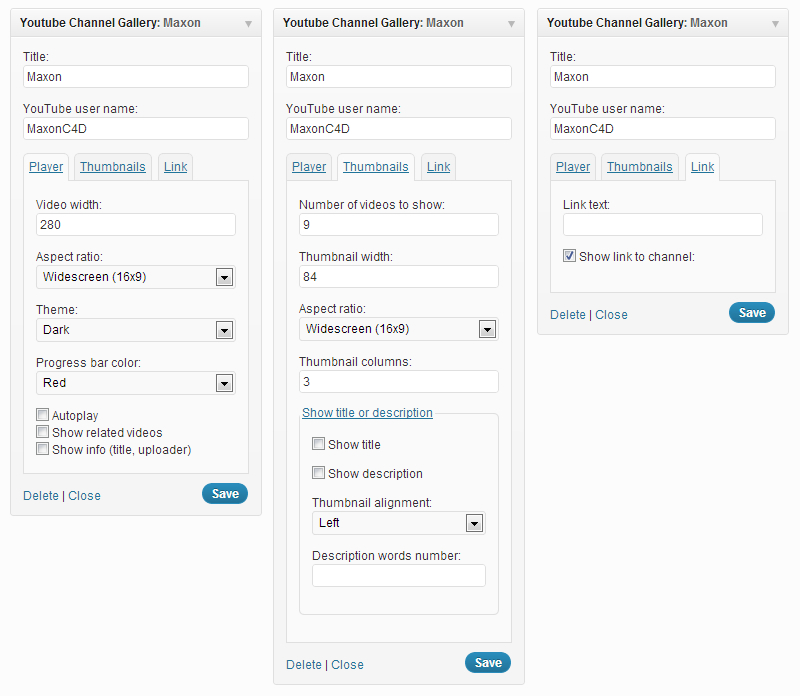 Youtube Channel Gallery: Maxon
Title:
Maxon
YouTube user name:
MaxonC4D
Player Thumbnails Link
Video width:
280
Aspect ratio:
Widescreen (16x9)
Theme:
Dark
Progress bar color:
Red
Autoplay
Show related videos
Show info (title, uploader)
Delete | Close Save
Youtube Channel Gallery: Maxon
Title:
Maxon
YouTube user name:
MaxonC4D
Player Thumbnails Link
Number of videos to show:
9
Thumbnail width:
84
Aspect ratio:
Widescreen (16x9)
Thumbnail columns:
3
Show title or description
Show title
Show description
Thumbnail alignment:
Left
Description words number:
Delete | Close Save
Youtube Channel Gallery: Maxon
Title:
Maxon
YouTube user name:
MaxonC4D
Player Thumbnails Link
Link text:
Show link to channel:
Delete | Close Save